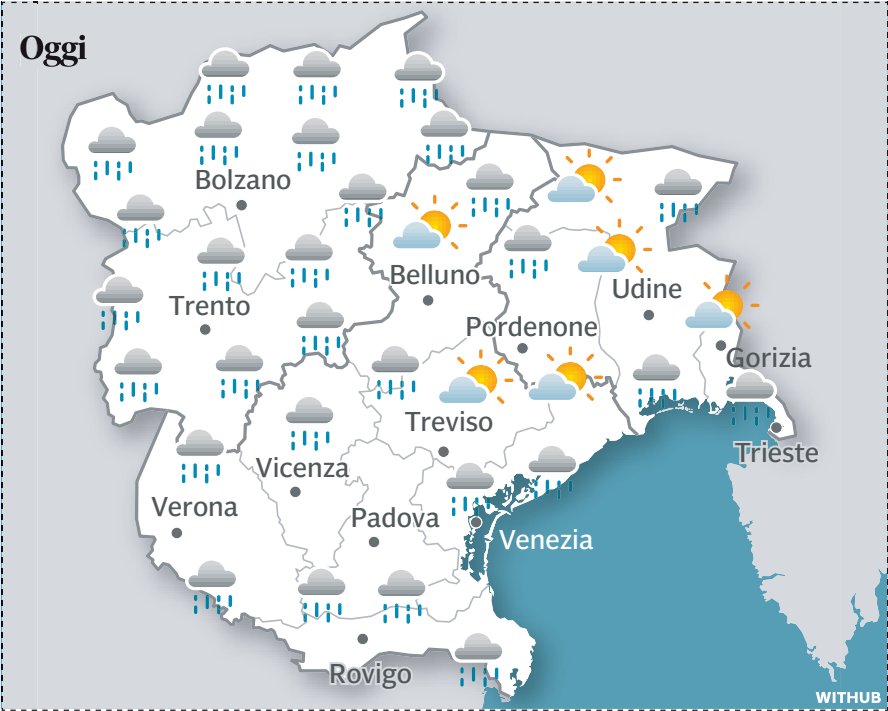 Oggi
Bolzano
Belluno
Udine
Trento
Pordenone
Gorizia
Treviso
Trieste
Vicenza
Verona
Padova
Venezia
Rovigo
WITHUB